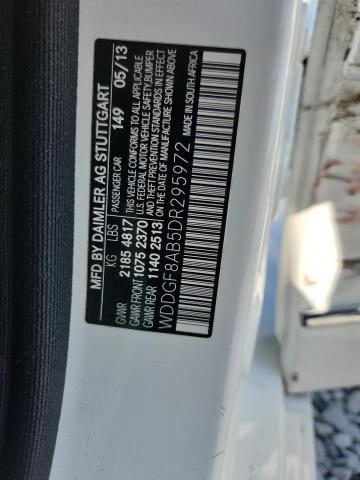 MFD BY DAIMLER AG STUTTGART
PASSENGER CAR 149 05/13
KG LBS
GVWR 2185 4817
GAWR FRONT 1075 2370
GAWR REAR 1140 2513
THIS VEHICLE CONFORMS TO ALL APPLICABLE
U.S. FEDERAL MOTOR VEHICLE SAFETY, BUMPER
AND THEFT PREVENTION STANDARDS IN EFFECT
ON THE DATE OF MANUFACTURE SHOWN ABOVE
MADE IN SOUTH AFRICA
WDDGF8AB5DR295972